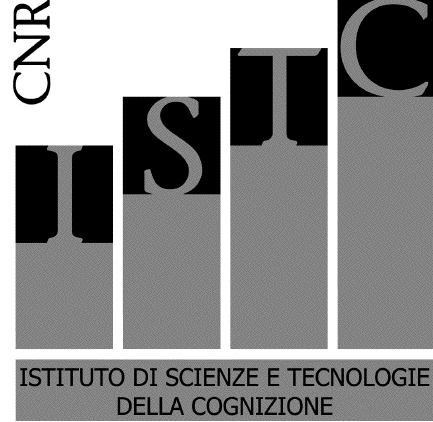 CNR
ISTC
ISTITUTO DI SCIENZE E TECNOLOGIE
DELLA COGNIZIONE